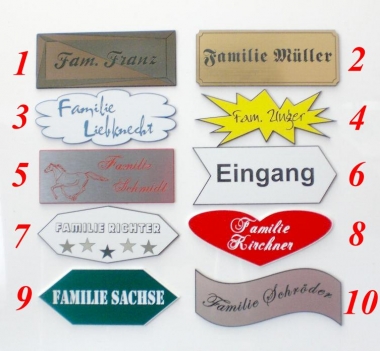 1
Fam. Franz
Familie Müller
2
3
Familie
Liebknecht
Fam. Unger
4
5
Familie
Schmidt
Eingang
6
7
FAMILIE RICHTER
Familie
Kirchner
8
9
FAMILIE SACHSE
Familie Schröder
10